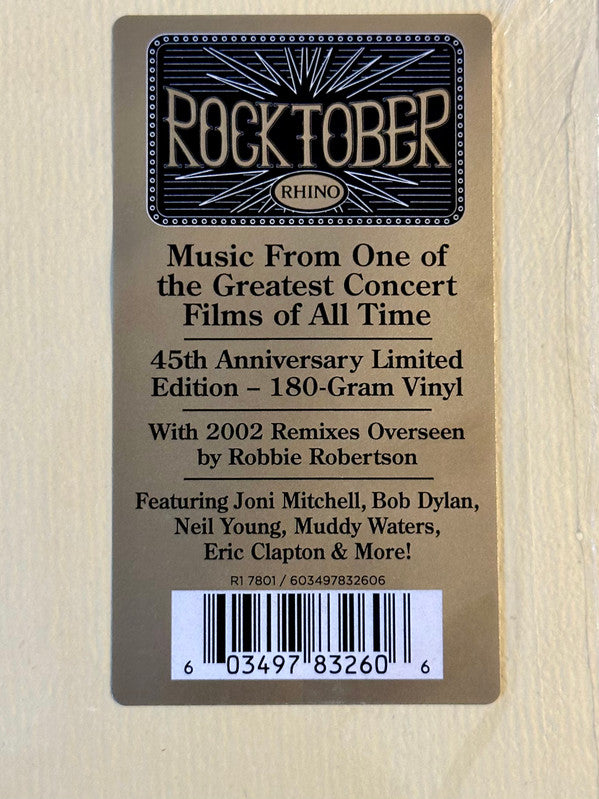 ROCKTOBER
RHINO
Music From One of
the Greatest Concert
Films of All Time
45th Anniversary Limited
Edition – 180-Gram Vinyl
With 2002 Remixes Overseen
by Robbie Robertson
Featuring Joni Mitchell, Bob Dylan,
Neil Young, Muddy Waters,
Eric Clapton & More!
R1 7801 / 603497832606
6 03497 83260 6